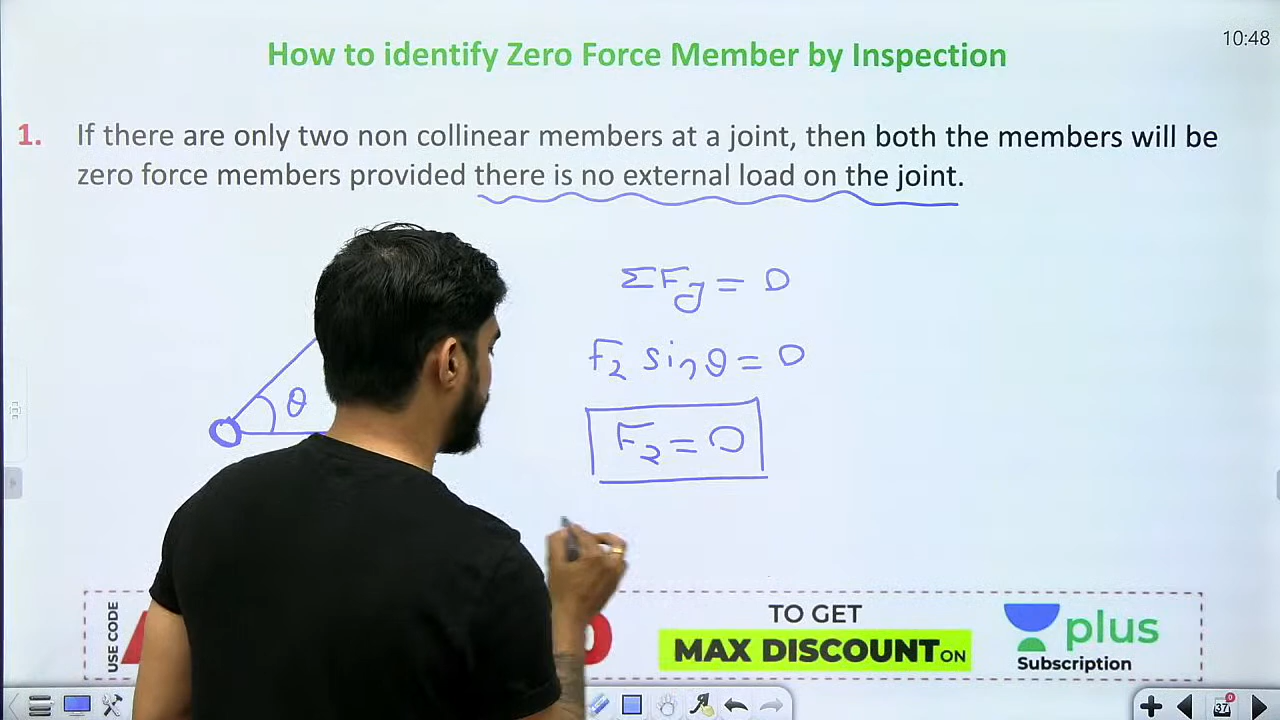 10:48
How to identify Zero Force Member by Inspection
1. If there are only two non collinear members at a joint, then both the members will be
zero force members provided there is no external load on the joint.
ΣFy = 0
F2 sinθ = 0
θ
F2 = 0
USE CODE
TO GET
MAX DISCOUNT ON
plus
Subscription
37
0